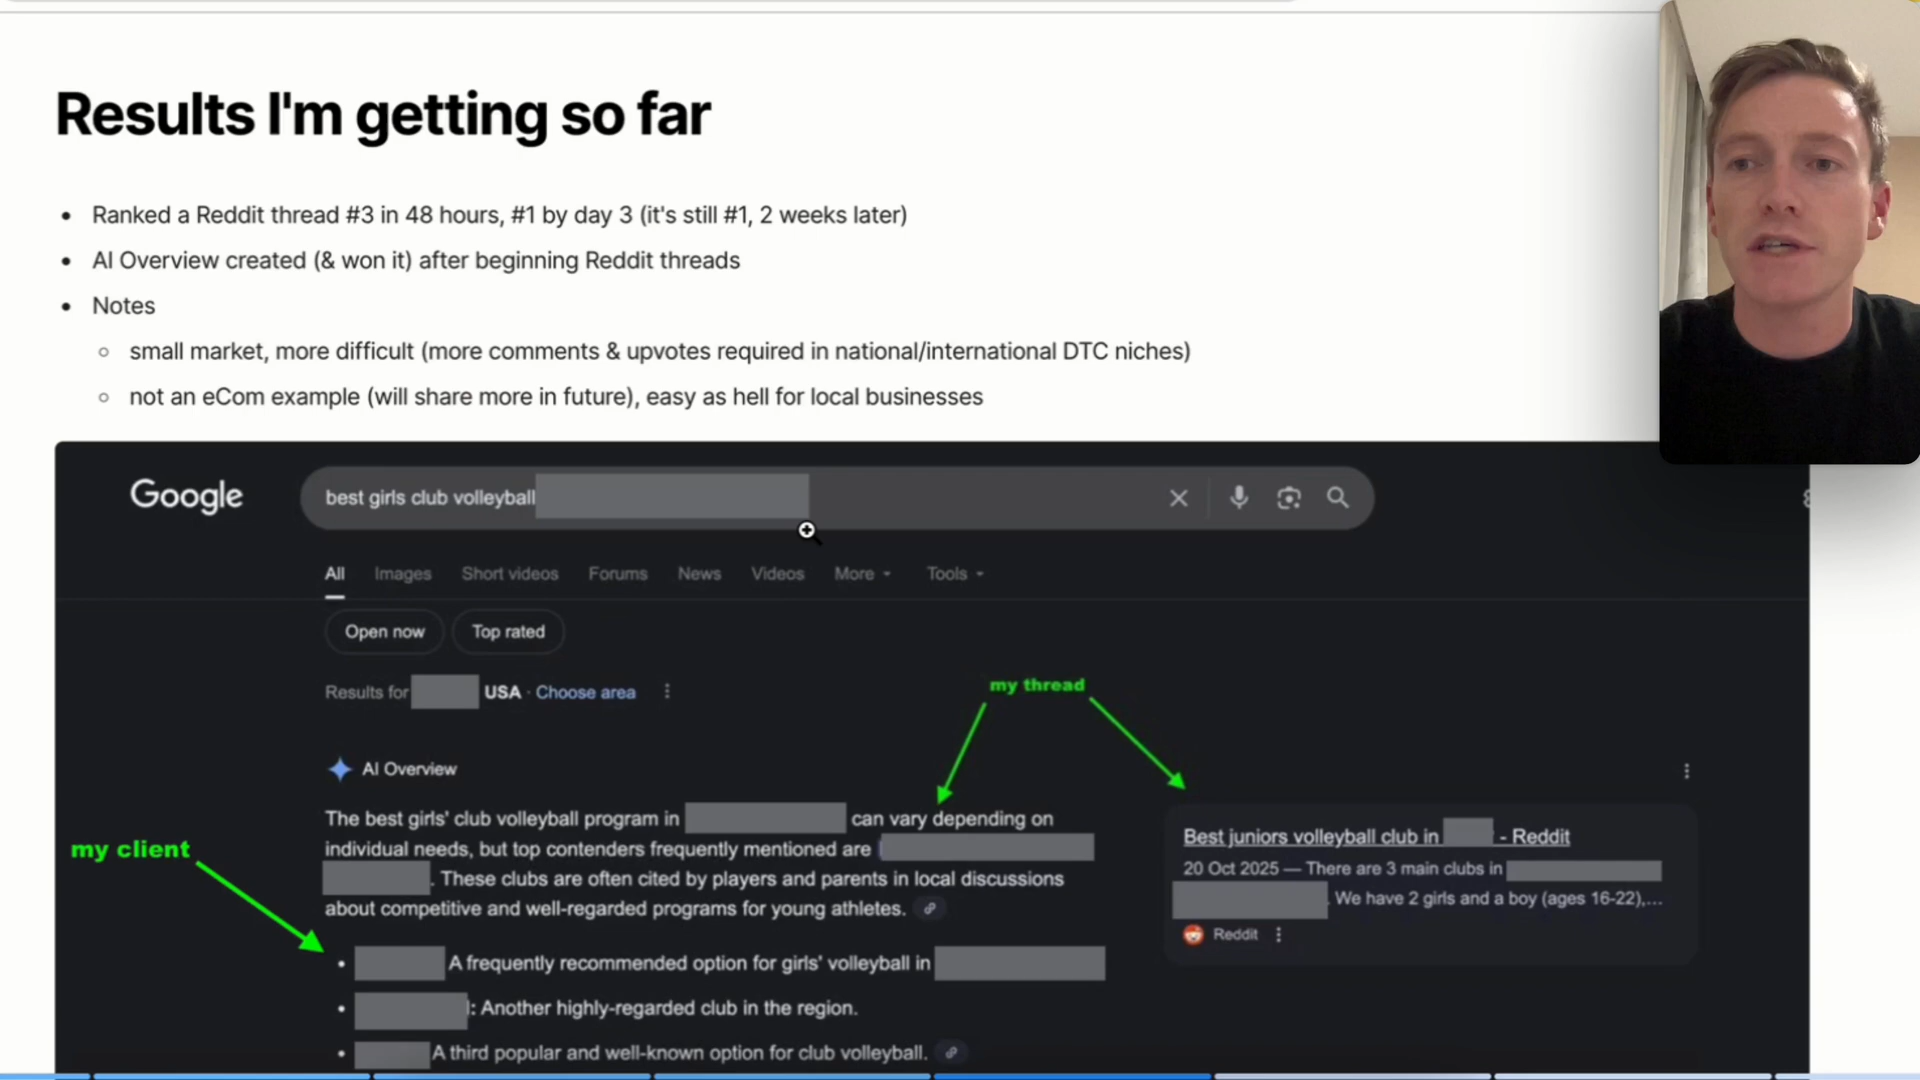 Results I'm getting so far
• Ranked a Reddit thread #3 in 48 hours, #1 by day 3 (it's still #1, 2 weeks later)
• AI Overview created (& won it) after beginning Reddit threads
• Notes
○ small market, more difficult (more comments & upvotes required in national/international DTC niches)
○ not an eCom example (will share more in future), easy as hell for local businesses
Google
best girls club volleyball
All Images Short videos Forums News Videos More Tools
Open now Top rated
Results for USA · Choose area
my thread
AI Overview
The best girls' club volleyball program in can vary depending on
individual needs, but top contenders frequently mentioned are
. These clubs are often cited by players and parents in local discussions
about competitive and well-regarded programs for young athletes.
my client
• A frequently recommended option for girls' volleyball in
• : Another highly-regarded club in the region.
• A third popular and well-known option for club volleyball.
Best juniors volleyball club in - Reddit
20 Oct 2025 — There are 3 main clubs in
. We have 2 girls and a boy (ages 16-22),...
Reddit